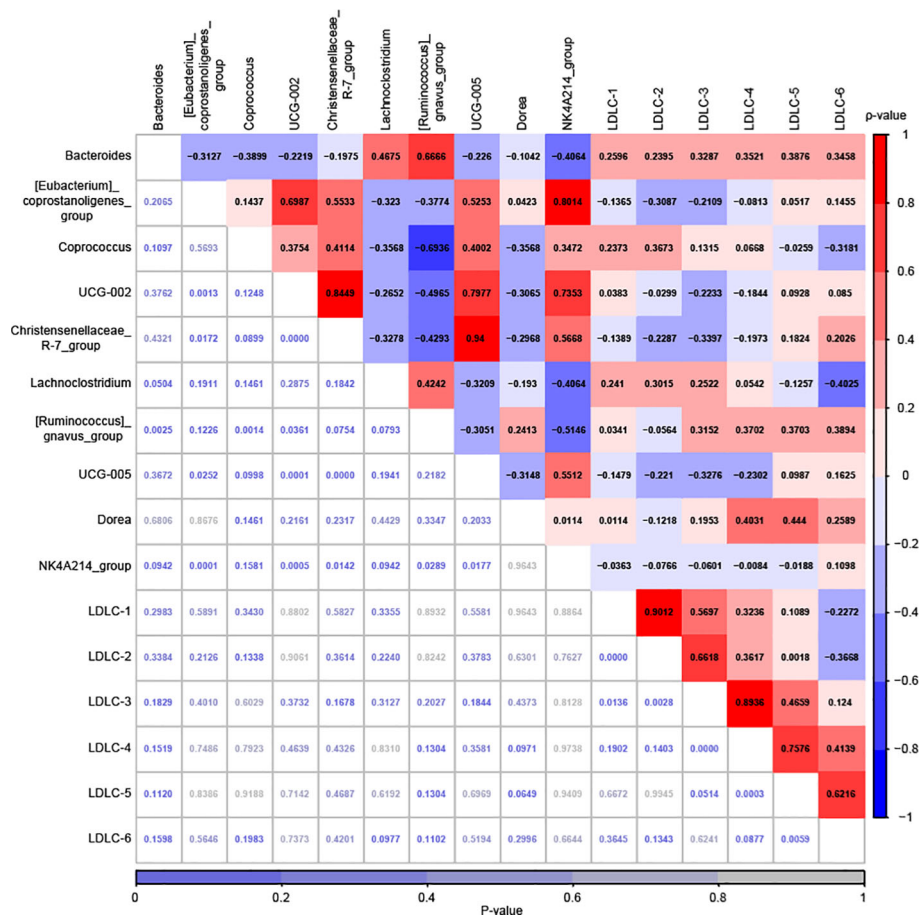 Bacteroides
[Eubacterium]_
coprostanoligenes_
group
Coprococcus
UCG-002
Christensenellaceae_
R-7_group
Lachnoclostridium
[Ruminococcus]_
gnavus_group
UCG-005
Dorea
NK4A214_group
LDLC-1
LDLC-2
LDLC-3
LDLC-4
LDLC-5
LDLC-6
ρ-value
Bacteroides -0.3127 -0.3899 -0.2219 -0.1975 0.4675 0.6666 -0.226 -0.1042 -0.4064 0.2596 0.2395 0.3287 0.3521 0.3876 0.3458
[Eubacterium]_
coprostanoligenes_
group
0.2065 0.1437 0.6987 0.5533 -0.323 -0.3774 0.5253 0.0423 0.8014 -0.1365 -0.3087 -0.2109 -0.0813 0.0517 0.1455
Coprococcus 0.1097 0.5693 0.3754 0.4114 -0.3568 -0.6936 0.4002 -0.3568 0.3472 0.2373 0.3673 0.1315 0.0668 -0.0259 -0.3181
UCG-002 0.3762 0.0013 0.1248 0.8449 -0.2652 -0.4965 0.7977 -0.3065 0.7353 0.0383 -0.0299 -0.2233 -0.1844 0.0928 0.085
Christensenellaceae_
R-7_group
0.4321 0.0172 0.0899 0.0000 -0.3278 -0.4293 0.94 -0.2968 0.5668 -0.1389 -0.2287 -0.3397 -0.1973 0.1824 0.2026
Lachnoclostridium 0.0504 0.1911 0.1461 0.2875 0.1842 0.4242 -0.3209 -0.193 -0.4064 0.241 0.3015 0.2522 0.0542 -0.1257 -0.4025
[Ruminococcus]_
gnavus_group
0.0025 0.1226 0.0014 0.0361 0.0754 0.0793 -0.3051 0.2413 -0.5146 0.0341 -0.0564 0.3152 0.3702 0.3703 0.3894
UCG-005 0.3672 0.0252 0.0998 0.0001 0.0000 0.1941 0.2182 -0.3148 0.5512 -0.1479 -0.221 -0.3276 -0.2302 0.0987 0.1625
Dorea 0.6806 0.8676 0.1461 0.2161 0.2317 0.4429 0.3347 0.2033 0.0114 0.0114 -0.1218 0.1953 0.4031 0.444 0.2589
NK4A214_group 0.0942 0.0001 0.1581 0.0005 0.0142 0.0942 0.0289 0.0177 0.9643 -0.0363 -0.0766 -0.0601 -0.0084 -0.0188 0.1098
LDLC-1 0.2983 0.5891 0.3430 0.8802 0.5827 0.3355 0.8932 0.5581 0.9643 0.8864 0.9012 0.5697 0.3236 0.1089 -0.2272
LDLC-2 0.3384 0.2126 0.1338 0.9061 0.3614 0.2240 0.8242 0.3783 0.6301 0.7627 0.0000 0.6618 0.3617 0.0018 -0.3668
LDLC-3 0.1829 0.4010 0.6029 0.3732 0.1678 0.3127 0.2027 0.1844 0.4373 0.8128 0.0136 0.0028 0.8936 0.4659 0.124
LDLC-4 0.1519 0.7486 0.7923 0.4639 0.4326 0.8310 0.1304 0.3581 0.0971 0.9738 0.1902 0.1403 0.0000 0.7576 0.4139
LDLC-5 0.1120 0.8386 0.9188 0.7142 0.4687 0.6192 0.1304 0.6969 0.0649 0.9409 0.6672 0.9945 0.0514 0.0003 0.6216
LDLC-6 0.1598 0.5646 0.1983 0.7373 0.4201 0.0977 0.1102 0.5194 0.2996 0.6644 0.3645 0.1343 0.6241 0.0877 0.0059
1
0.8
0.6
0.4
0.2
0
-0.2
-0.4
-0.6
-0.8
-1
0 0.2 0.4 0.6 0.8 1
P-value